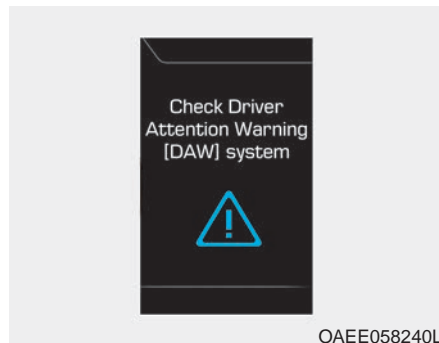 Check Driver
Attention Warning
[DAW] system
OAEE058240L